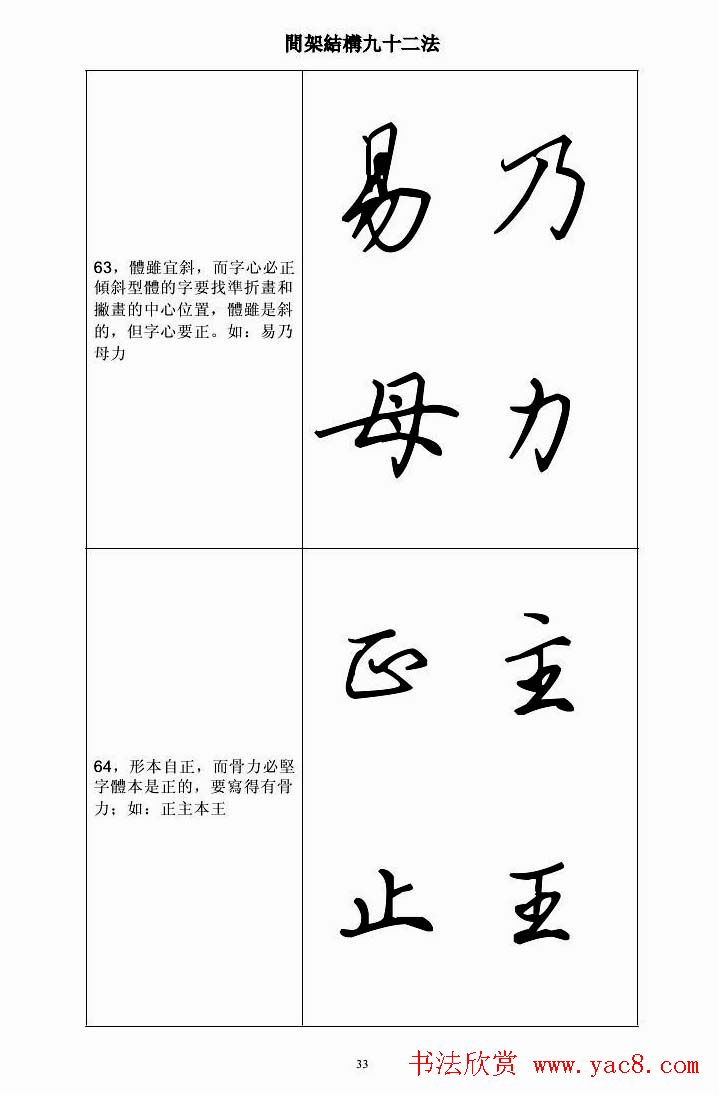 間架結構九十二法
63，體雖宜斜，而字心必正
傾斜型體的字要找準折畫和
撇畫的中心位置，體雖是斜
的，但字心要正。如：易乃
母力
易 乃
母 力
64，形本自正，而骨力必堅
字體本是正的，要寫得有骨
力；如：正主本王
正 主
止 王
33
书法欣赏 www.yac8.com